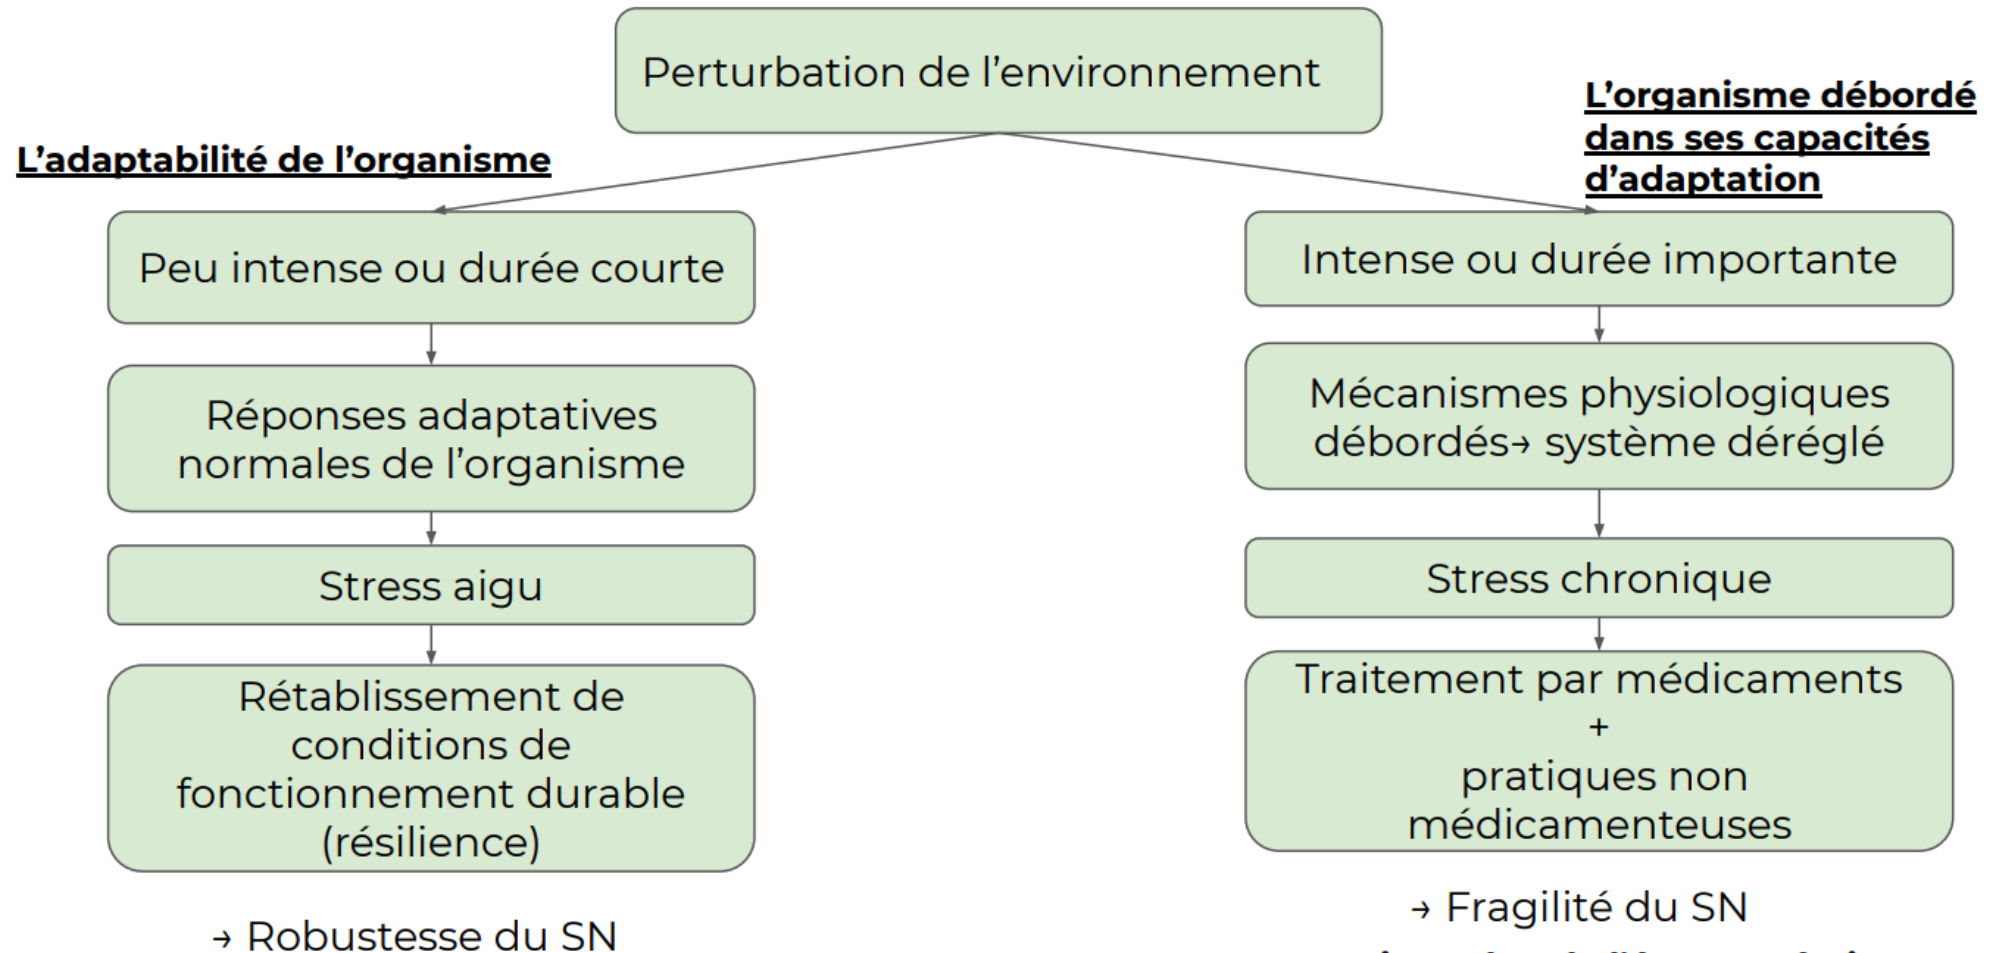 Perturbation de l'environnement
L'adaptabilité de l'organisme
Peu intense ou durée courte
Réponses adaptatives
normales de l'organisme
Stress aigu
Rétablissement de
conditions de
fonctionnement durable
(résilience)
→ Robustesse du SN
L'organisme débordé
dans ses capacités
d'adaptation
Intense ou durée importante
Mécanismes physiologiques
débordés→ système déréglé
Stress chronique
Traitement par médicaments
+
pratiques non
médicamenteuses
→ Fragilité du SN